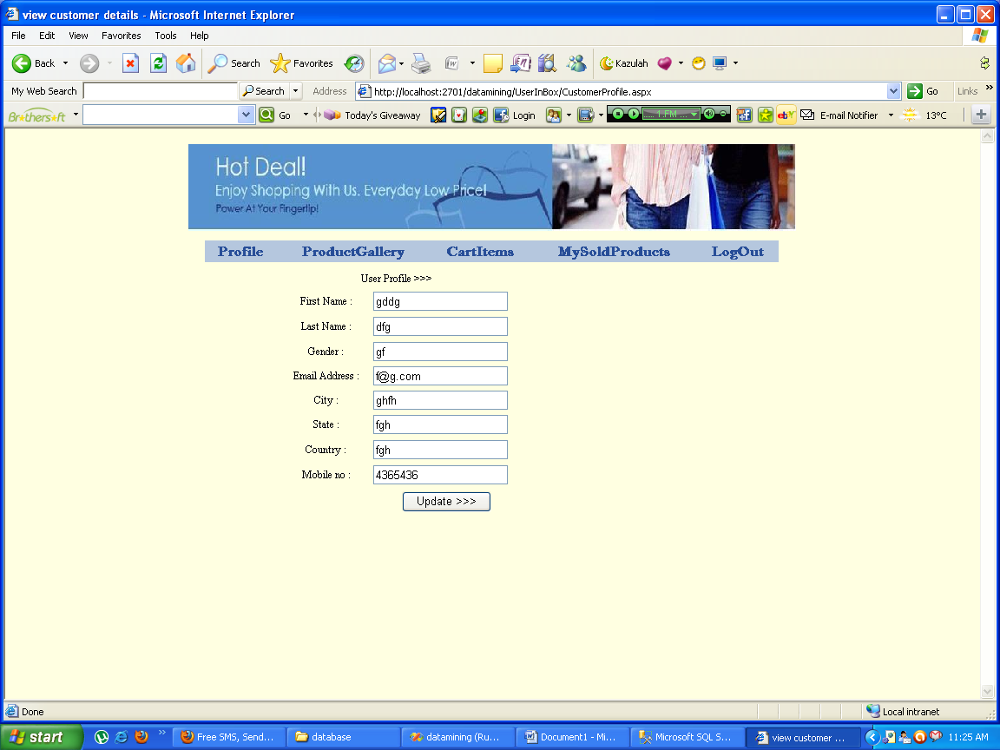 view customer details - Microsoft Internet Explorer
File Edit View Favorites Tools Help
Back Search Favorites Kazulah
My Web Search Search Address http://localhost:2701/datamining/UserInBox/CustomerProfile.aspx Go Links »
Brothersoft Go Today's Giveaway Login 1.FM ebY E-mail Notifier 13°C
Hot Deal!
Enjoy Shopping With Us. Everyday Low Price!
Power At Your Fingertip!
Profile ProductGallery CartItems MySoldProducts LogOut
User Profile >>>
First Name : gddg
Last Name : dfg
Gender : gf
Email Address : f@g.com
City : ghfh
State : fgh
Country : fgh
Mobile no : 4365436
Update >>>
Done Local intranet
start » Free SMS, Send... database datamining (Ru... Document1 - Mi... Microsoft SQL S... view customer ... 11:25 AM